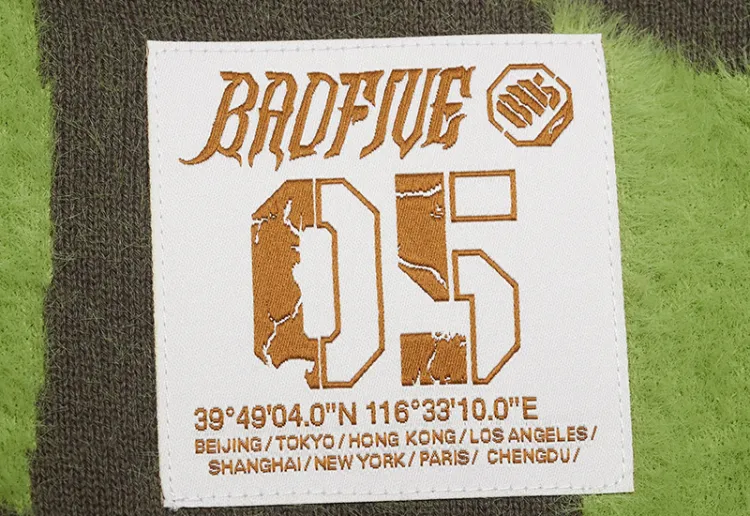 BADFIVE
05
39°49'04.0"N 116°33'10.0"E
BEIJING/TOKYO/HONG KONG/LOS ANGELES/
SHANGHAI/NEW YORK/PARIS/ CHENGDU/